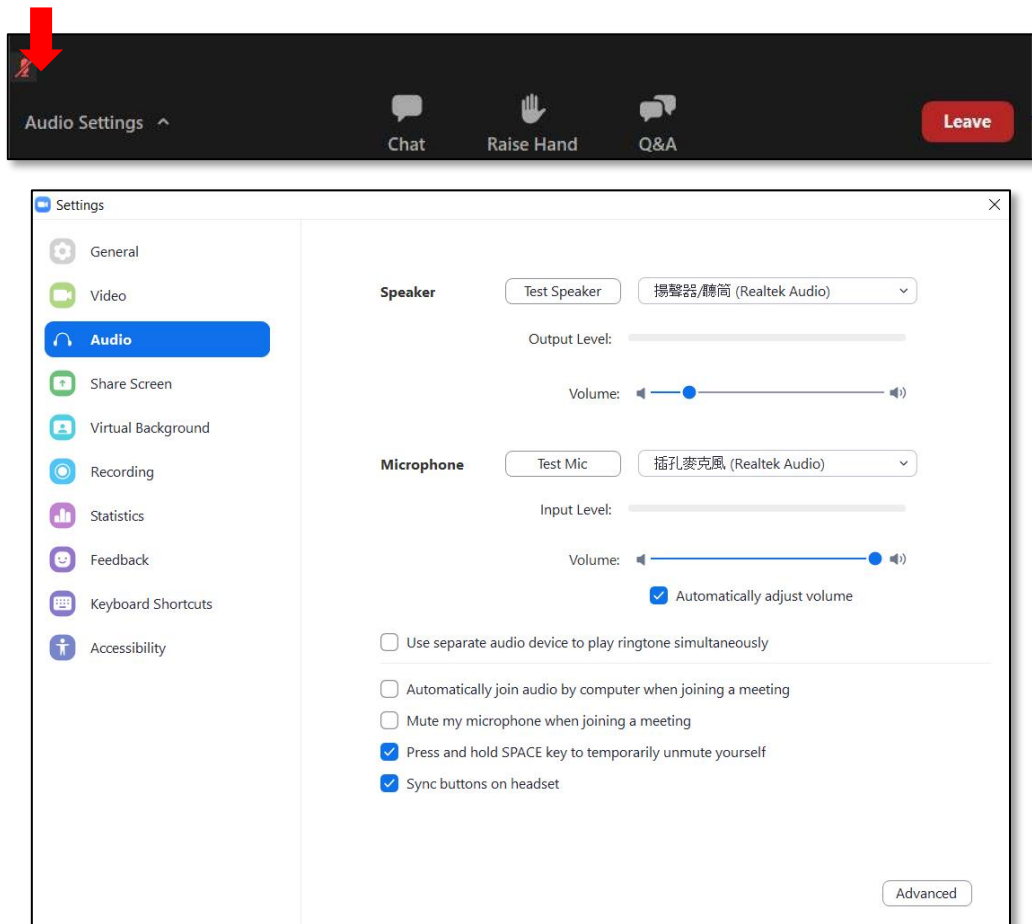 Audio Settings
Chat
Raise Hand
Q&A
Leave
Settings
General
Video
Audio
Share Screen
Virtual Background
Recording
Statistics
Feedback
Keyboard Shortcuts
Accessibility
Speaker Test Speaker 揚聲器/聽筒 (Realtek Audio)
Output Level:
Volume:
Microphone Test Mic 插孔麥克風 (Realtek Audio)
Input Level:
Volume:
Automatically adjust volume
Use separate audio device to play ringtone simultaneously
Automatically join audio by computer when joining a meeting
Mute my microphone when joining a meeting
Press and hold SPACE key to temporarily unmute yourself
Sync buttons on headset
Advanced